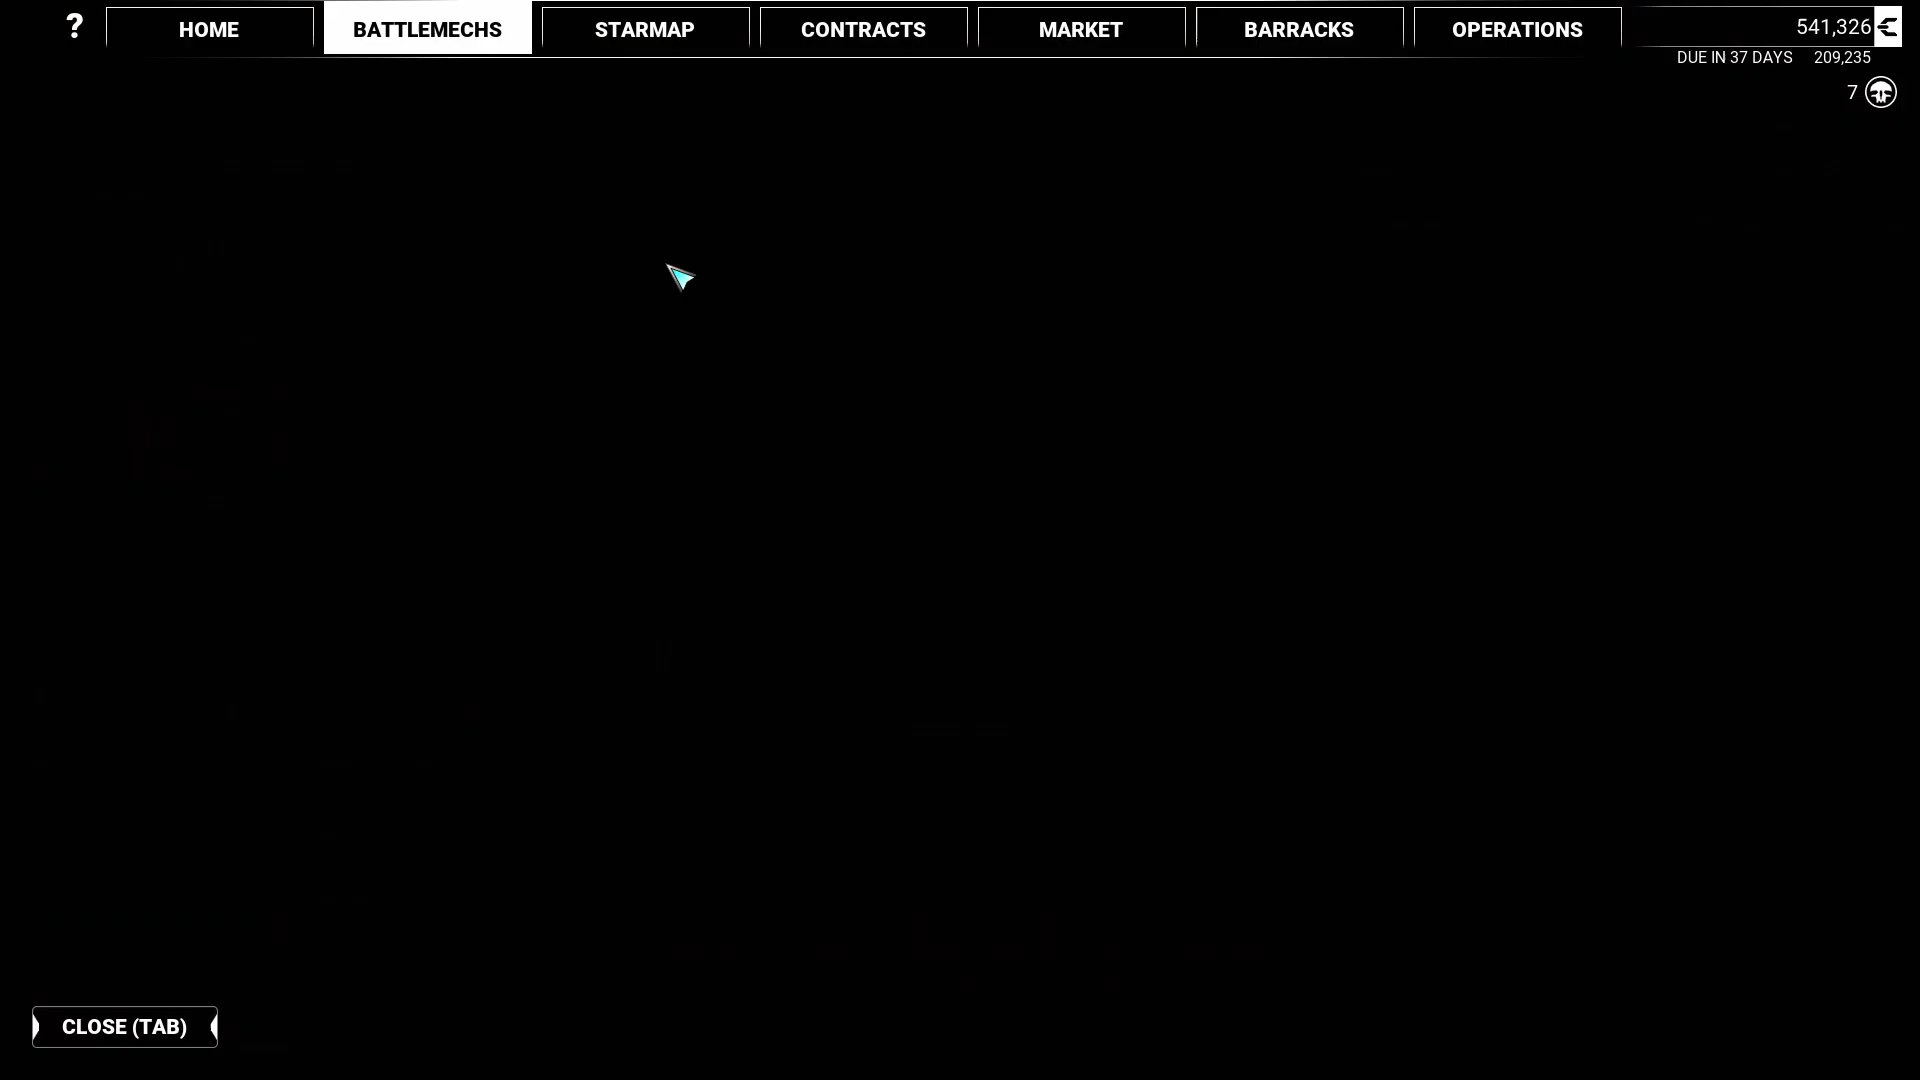 ?
HOME
BATTLEMECHS
STARMAP
CONTRACTS
MARKET
BARRACKS
OPERATIONS
541,326
DUE IN 37 DAYS 209,235
7
CLOSE (TAB)